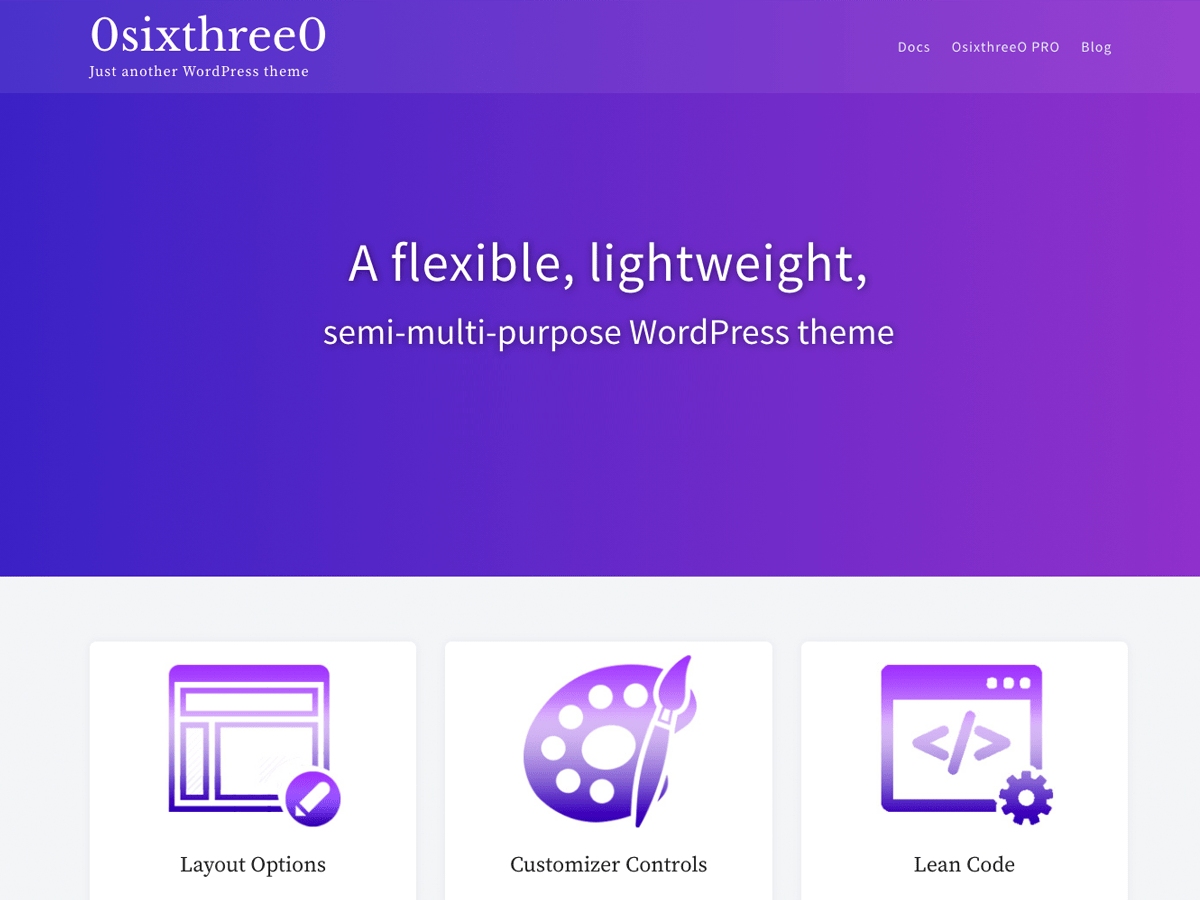 0sixthree0
Just another WordPress theme
Docs
0sixthree0 PRO
Blog
A flexible, lightweight,
semi-multi-purpose WordPress theme
</>
Layout Options
Customizer Controls
Lean Code